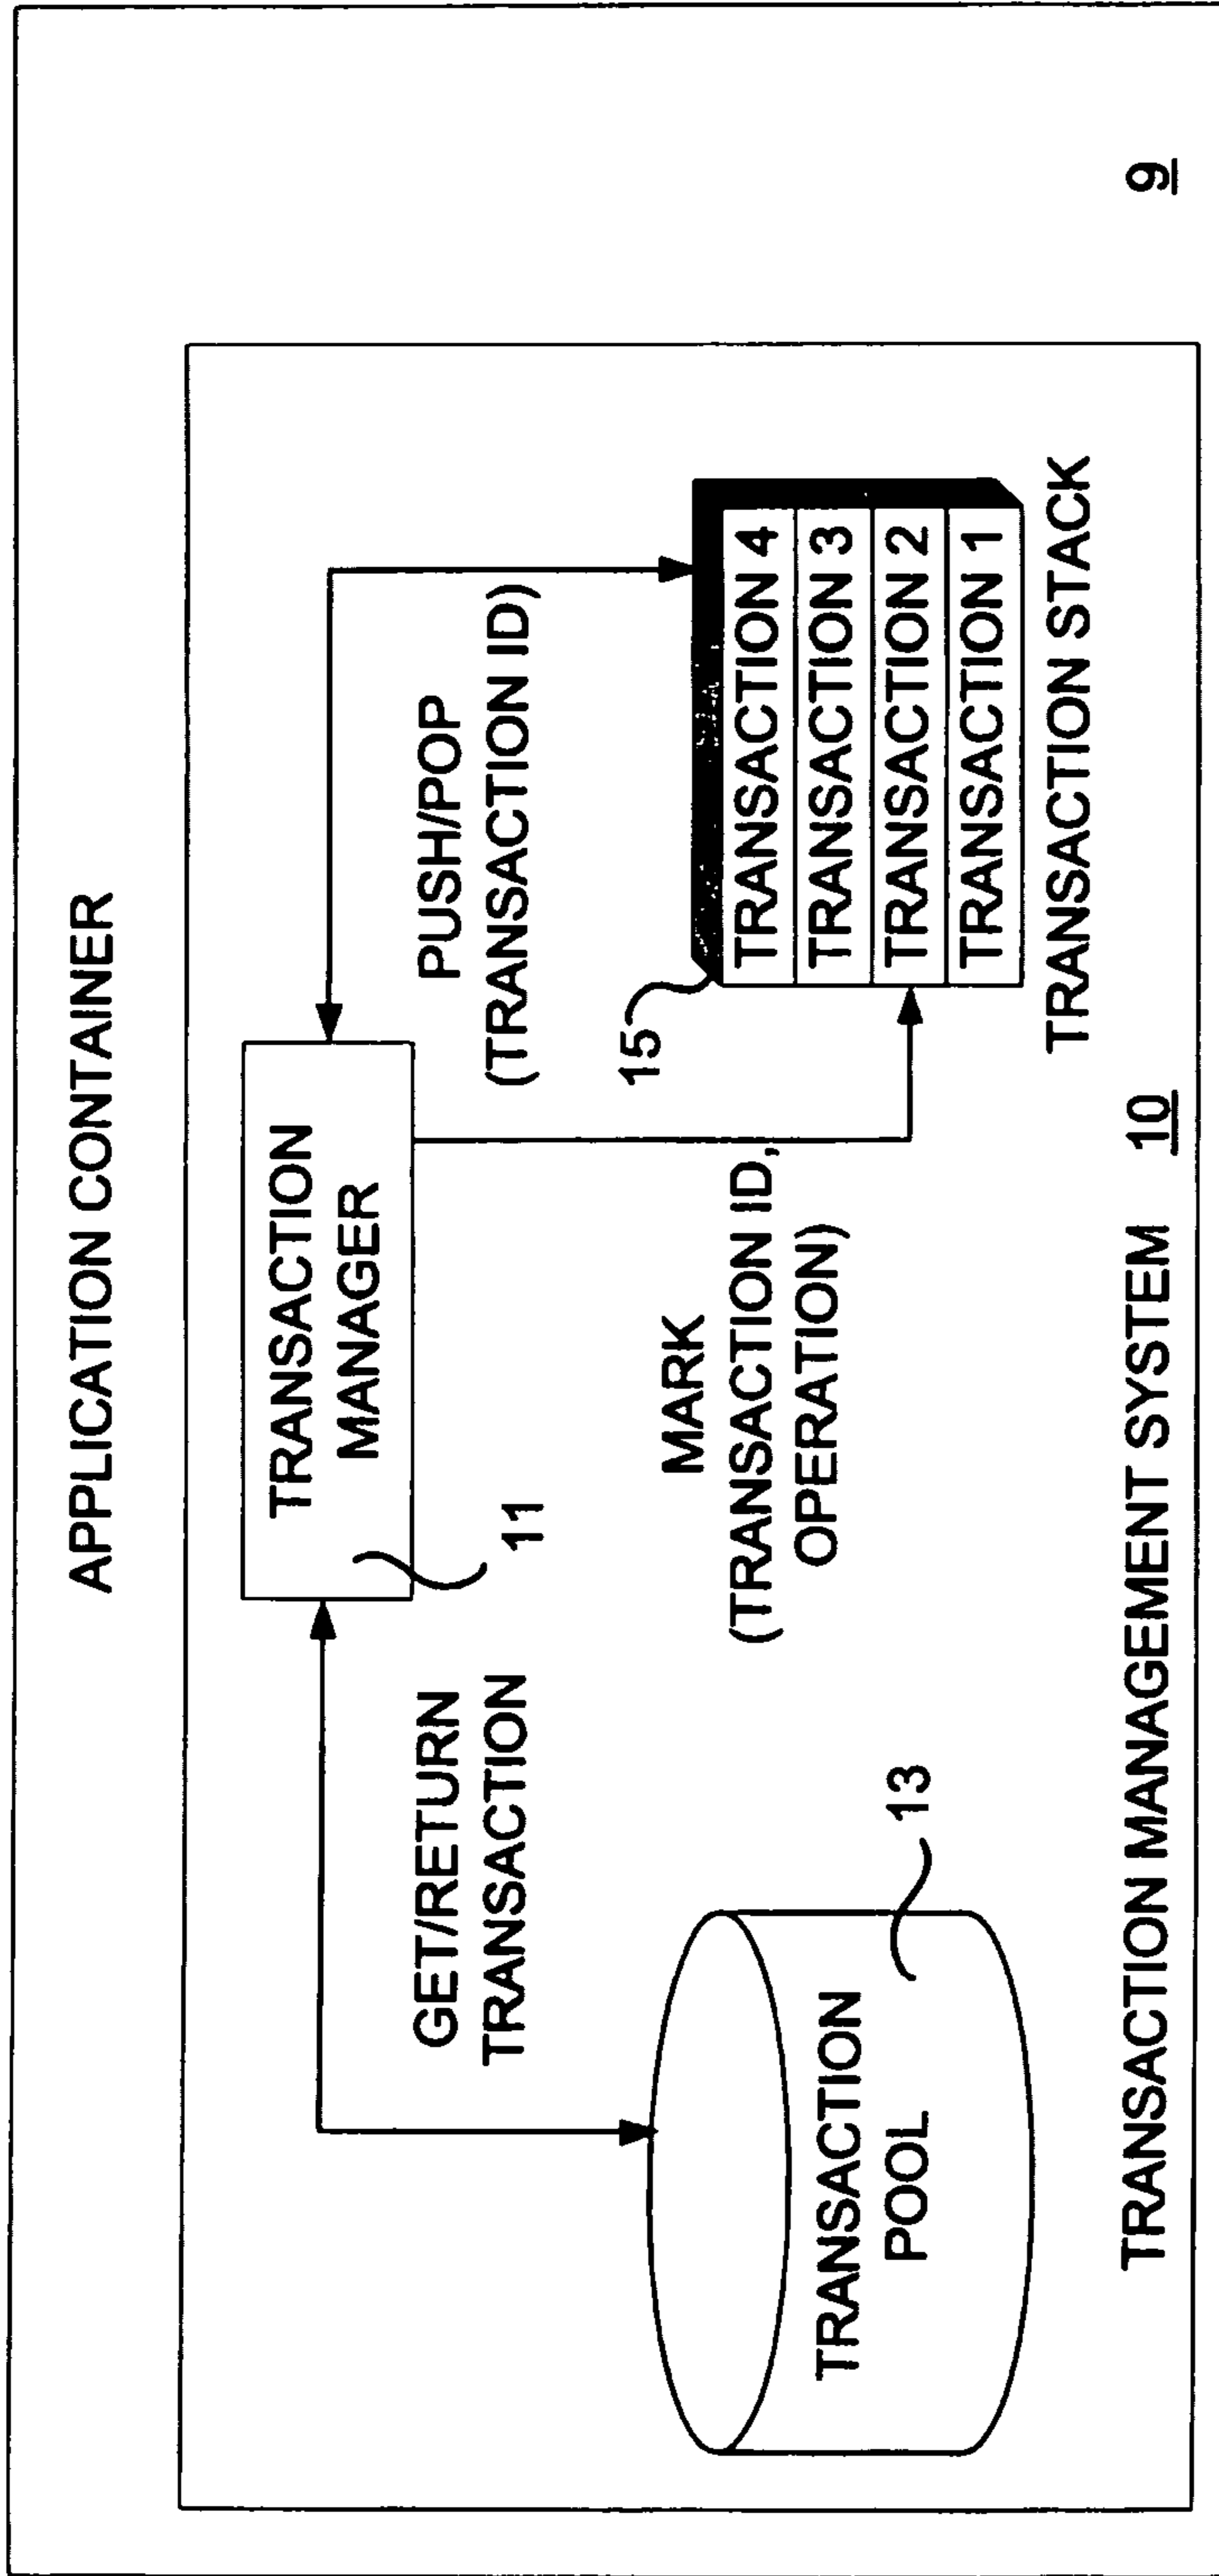 APPLICATION CONTAINER
TRANSACTION
MANAGER
11
GET/RETURN
TRANSACTION
PUSH/POP
(TRANSACTION ID)
MARK
(TRANSACTION ID,
OPERATION)
TRANSACTION
POOL
13
15
TRANSACTION 4
TRANSACTION 3
TRANSACTION 2
TRANSACTION 1
TRANSACTION STACK
TRANSACTION MANAGEMENT SYSTEM 10
9